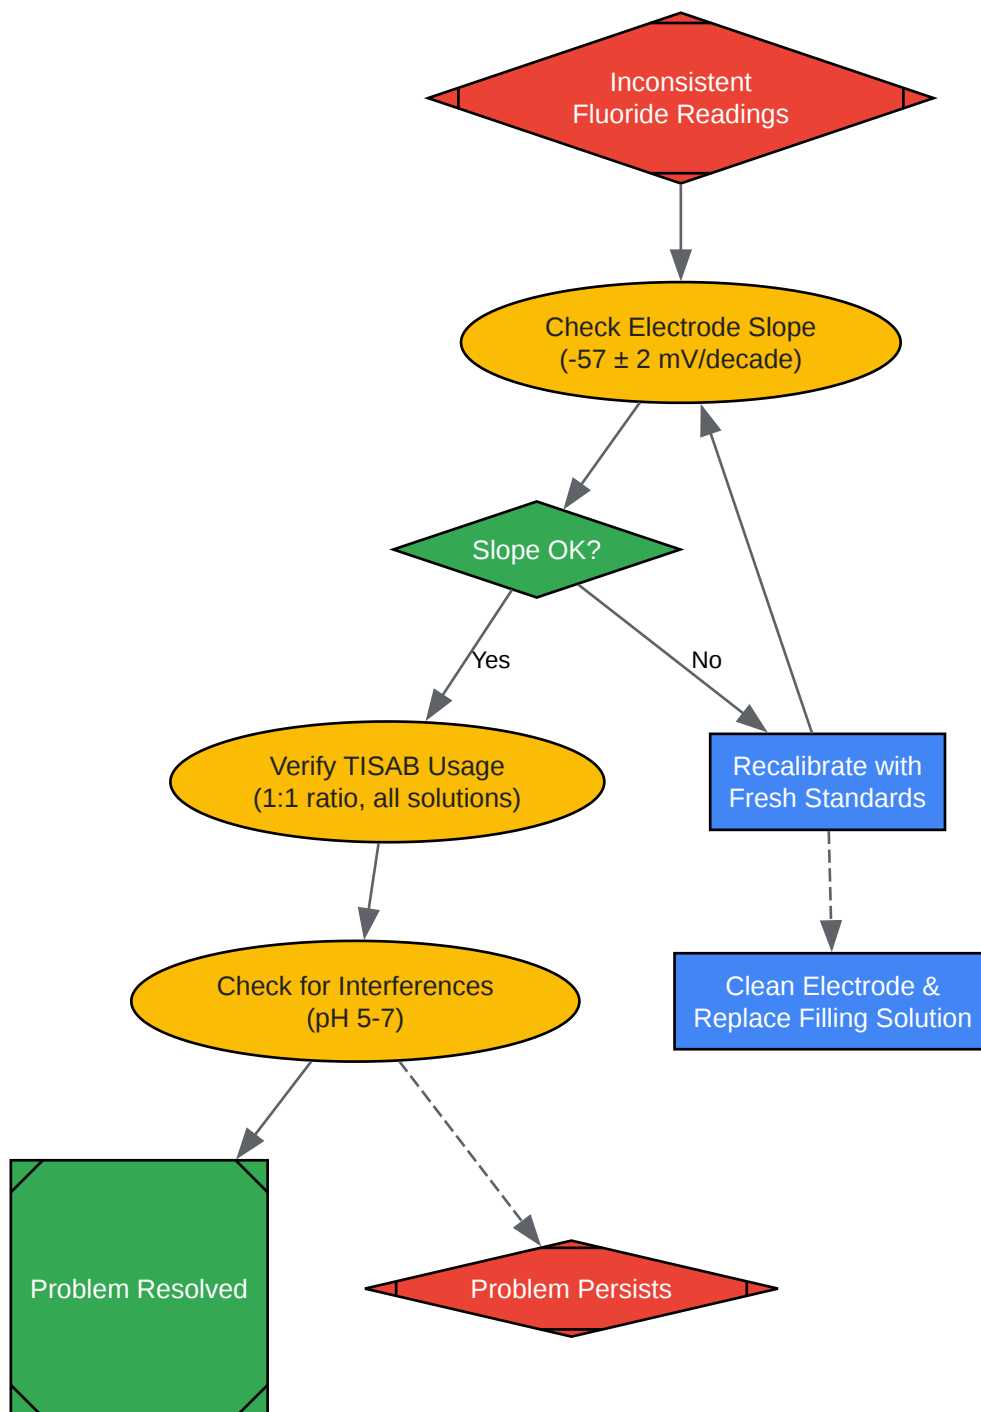 Inconsistent
Fluoride Readings
Check Electrode Slope
(-57 ± 2 mV/decade)
Slope OK?
Yes
No
Verify TISAB Usage
(1:1 ratio, all solutions)
Recalibrate with
Fresh Standards
Check for Interferences
(pH 5-7)
Clean Electrode &
Replace Filling Solution
Problem Resolved
Problem Persists